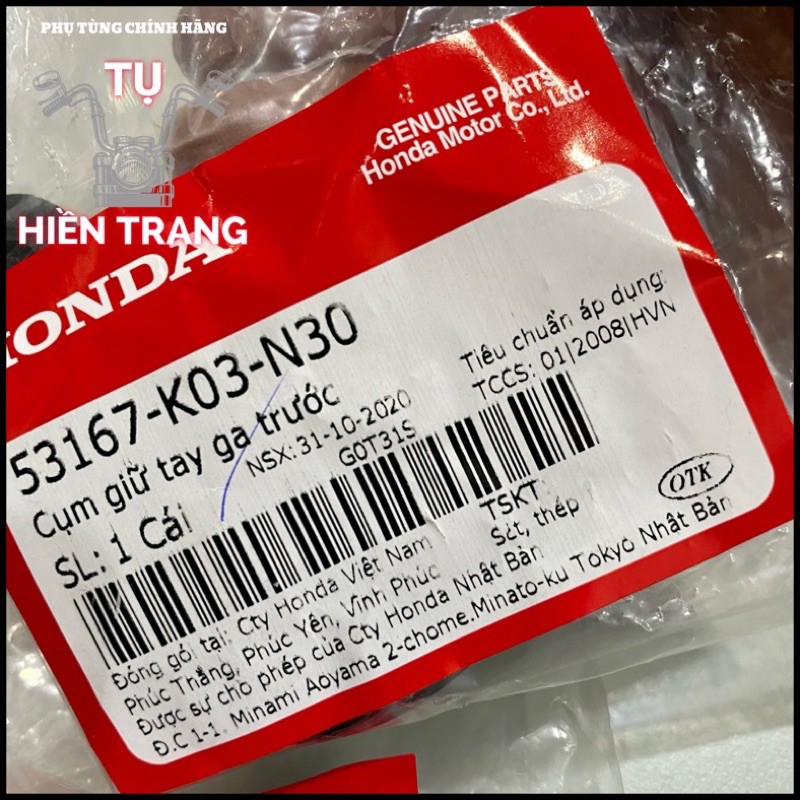 PHỤ TÙNG CHÍNH HÃNG
TỤ
HIỀN TRANG
HONDA
GENUINE PARTS
Honda Motor Co., Ltd.
53167-K03-N30
Cụm giữ tay ga trước
SL: 1 Cái
NSX: 31-10-2020
G0T31S
Tiêu chuẩn áp dụng:
TCCS: 01|2008|HVN
TSKT
Sắt, thép
OTK
Đóng gói tại: Cty Honda Việt Nam
Phúc Thắng, Phúc Yên, Vĩnh Phúc
Được sự cho phép của Cty Honda Nhật Bản
Đ.C 1-1. Minami Aoyama 2-chome.Minato-ku Tokyo Nhật Bản